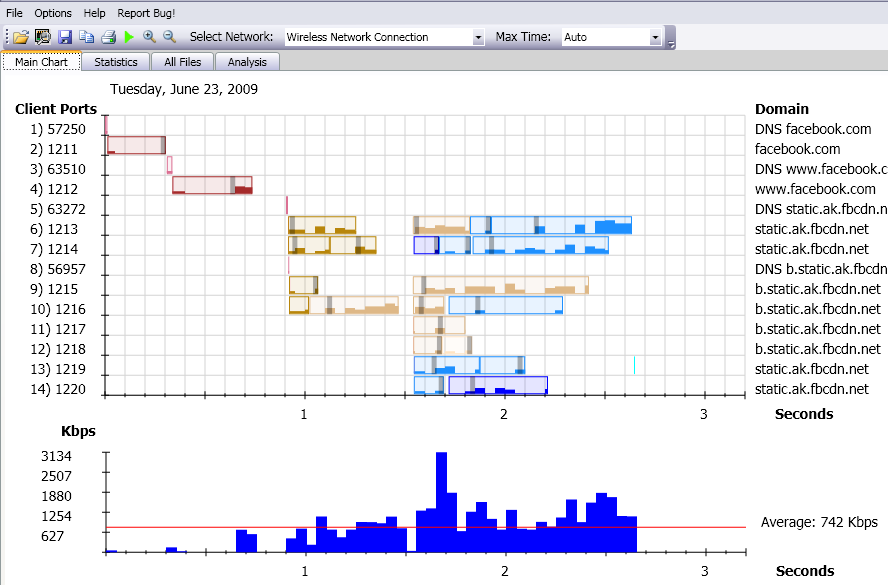 File Options Help Report Bug!
Select Network: Wireless Network Connection Max Time: Auto
Main Chart Statistics All Files Analysis
Tuesday, June 23, 2009
Client Ports Domain
1) 57250 DNS facebook.com
2) 1211 facebook.com
3) 63510 DNS www.facebook.c
4) 1212 www.facebook.com
5) 63272 DNS static.ak.fbcdn.n
6) 1213 static.ak.fbcdn.net
7) 1214 static.ak.fbcdn.net
8) 56957 DNS b.static.ak.fbcdn
9) 1215 b.static.ak.fbcdn.net
10) 1216 b.static.ak.fbcdn.net
11) 1217 b.static.ak.fbcdn.net
12) 1218 b.static.ak.fbcdn.net
13) 1219 static.ak.fbcdn.net
14) 1220 static.ak.fbcdn.net
1 2 3 Seconds
Kbps
3134
2507
1880
1254
627
Average: 742 Kbps
1 2 3 Seconds